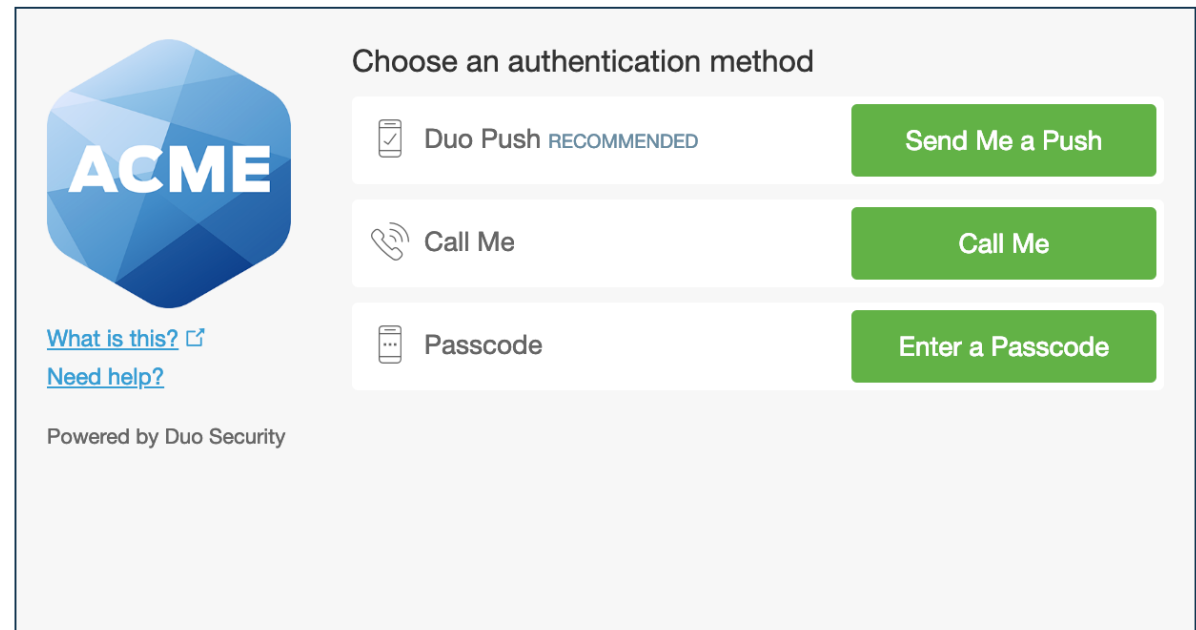 ACME
What is this?
Need help?
Powered by Duo Security
Choose an authentication method
Duo Push RECOMMENDED
Send Me a Push
Call Me
Call Me
Passcode
Enter a Passcode